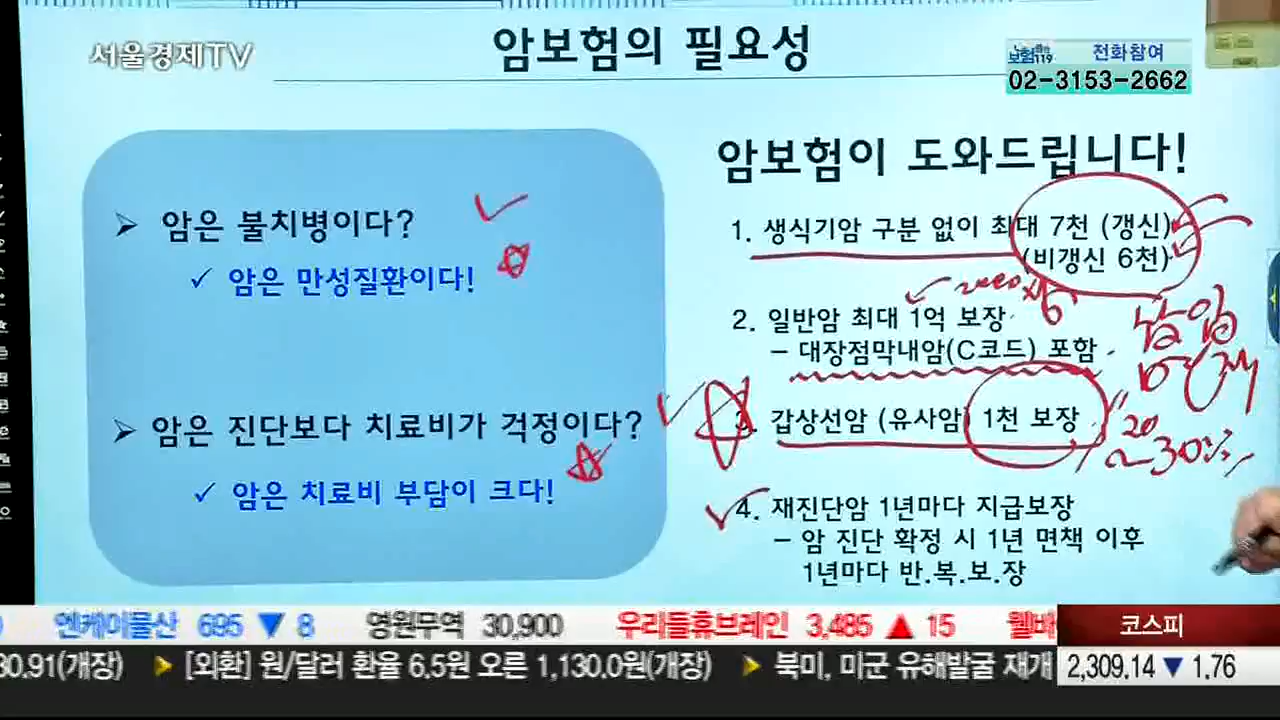 서울경제TV
암보험의 필요성
보험119 전화참여
02-3153-2662
암은 불치병이다?
✓ 암은 만성질환이다!
암은 진단보다 치료비가 걱정이다?
✓ 암은 치료비 부담이 크다!
암보험이 도와드립니다!
1. 생식기암 구분 없이 최대 7천 (갱신)
(비갱신 6천)
2. 일반암 최대 1억 보장
- 대장점막내암(C코드) 포함
3. 갑상선암 (유사암) 1천 보장
20
~30%
4. 재진단암 1년마다 지급보장
- 암 진단 확정 시 1년 면책 이후
1년마다 반.복.보.장
엔케이물산 695 ▼ 8 영원무역 30,900 우리들휴브레인 3,485 ▲ 15 웰바
코스피
30.91(개장) [외환] 원/달러 환율 6.5원 오른 1,130.0원(개장) 북미, 미군 유해발굴 재개
2,309.14 ▼ 1.76